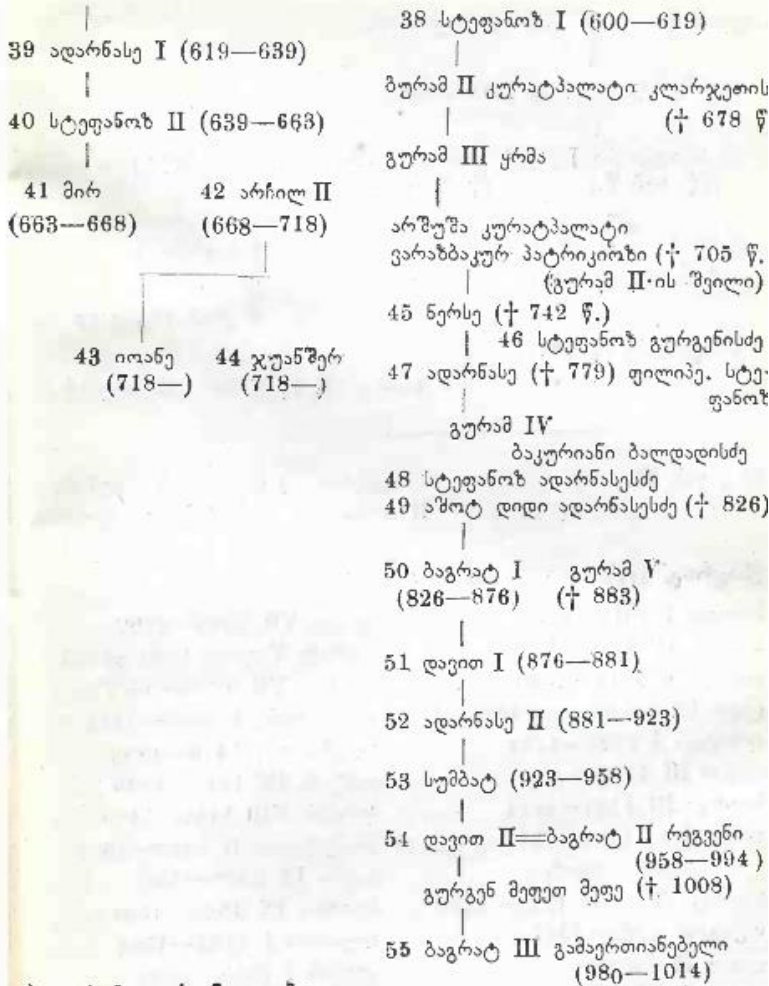 39 ადარნასე I (619—639)
40 სტეფანოზ II (639—663)
41 მირ 42 არჩილ II
(663—668) (668—718)
43 იოანე 44 ჯუანშერ
(718—) (718—)
38 სტეფანოზ I (600—619)
გურამ II კურატპალატი კლარჯეთის
(† 678 წ
გურამ III ყრმა
არშუშა კურატპალატი
ვარაზბაკურ პატრიკიოზი († 705 წ.
(გურამ II-ის შვილი)
45 ნერსე († 742 წ.)
46 სტეფანოზ გურგენისძე
47 ადარნასე († 779) ფილიპე. სტე-
ფანოზ
გურამ IV
ბაკურიანი ბალდადისძე
48 სტეფანოზ ადარნასესძე
49 აშოტ დიდი ადარნასესძე († 826)
50 ბაგრატ I გურამ V
(826—876) († 883)
51 დავით I (876—881)
52 ადარნასე II (881—923)
53 სუმბატ (923—958)
54 დავით II=ბაგრატ II რეგვენი
(958—994)
გურგენ მეფეთ მეფე († 1008)
55 ბაგრატ III გამაერთიანებელი
(980—1014)